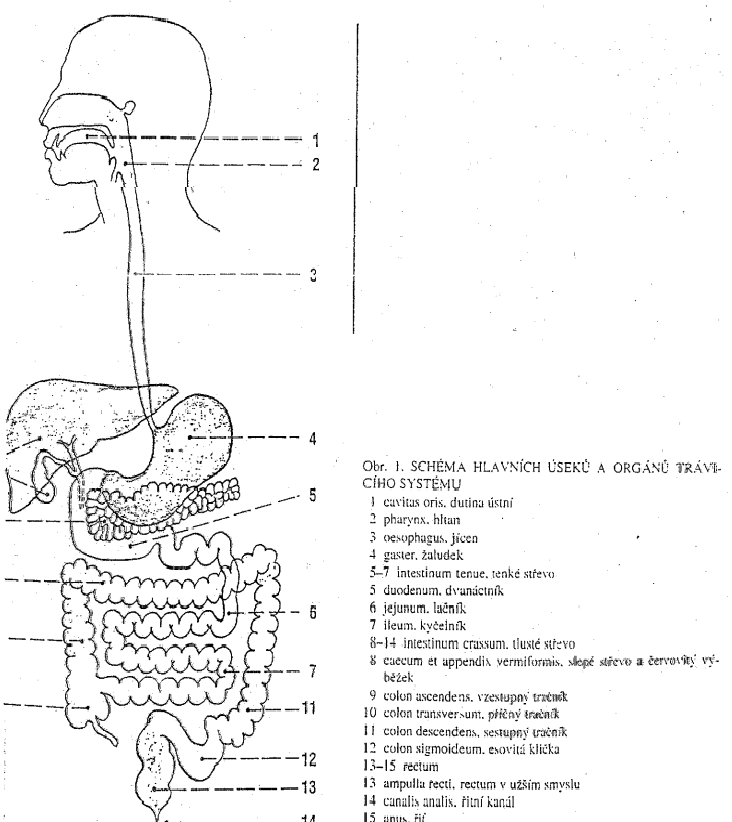 1
2
3
4
5
6
7
11
12
13
14
Obr. 1. SCHÉMA HLAVNÍCH ÚSEKŮ A ORGÁNŮ TRÁVI-
CÍHO SYSTÉMU
1 cavitas oris, dutina ústní
2 pharynx, hltan
3 oesophagus, jícen
4 gaster, žaludek
5–7 intestinum tenue, tenké střevo
5 duodenum, dvanáctník
6 jejunum, lačník
7 ileum, kyčelník
8–14 intestinum crassum, tlusté střevo
8 caecum et appendix vermiformis, slepé střevo a červovitý vý-
běžek
9 colon ascendens, vzestupný tračník
10 colon transversum, příčný tračník
11 colon descendens, sestupný tračník
12 colon sigmoideum, esovitá klička
13–15 rectum
13 ampulla recti, rectum v užším smyslu
14 canalis analis, řitní kanál
15 anus, řiť